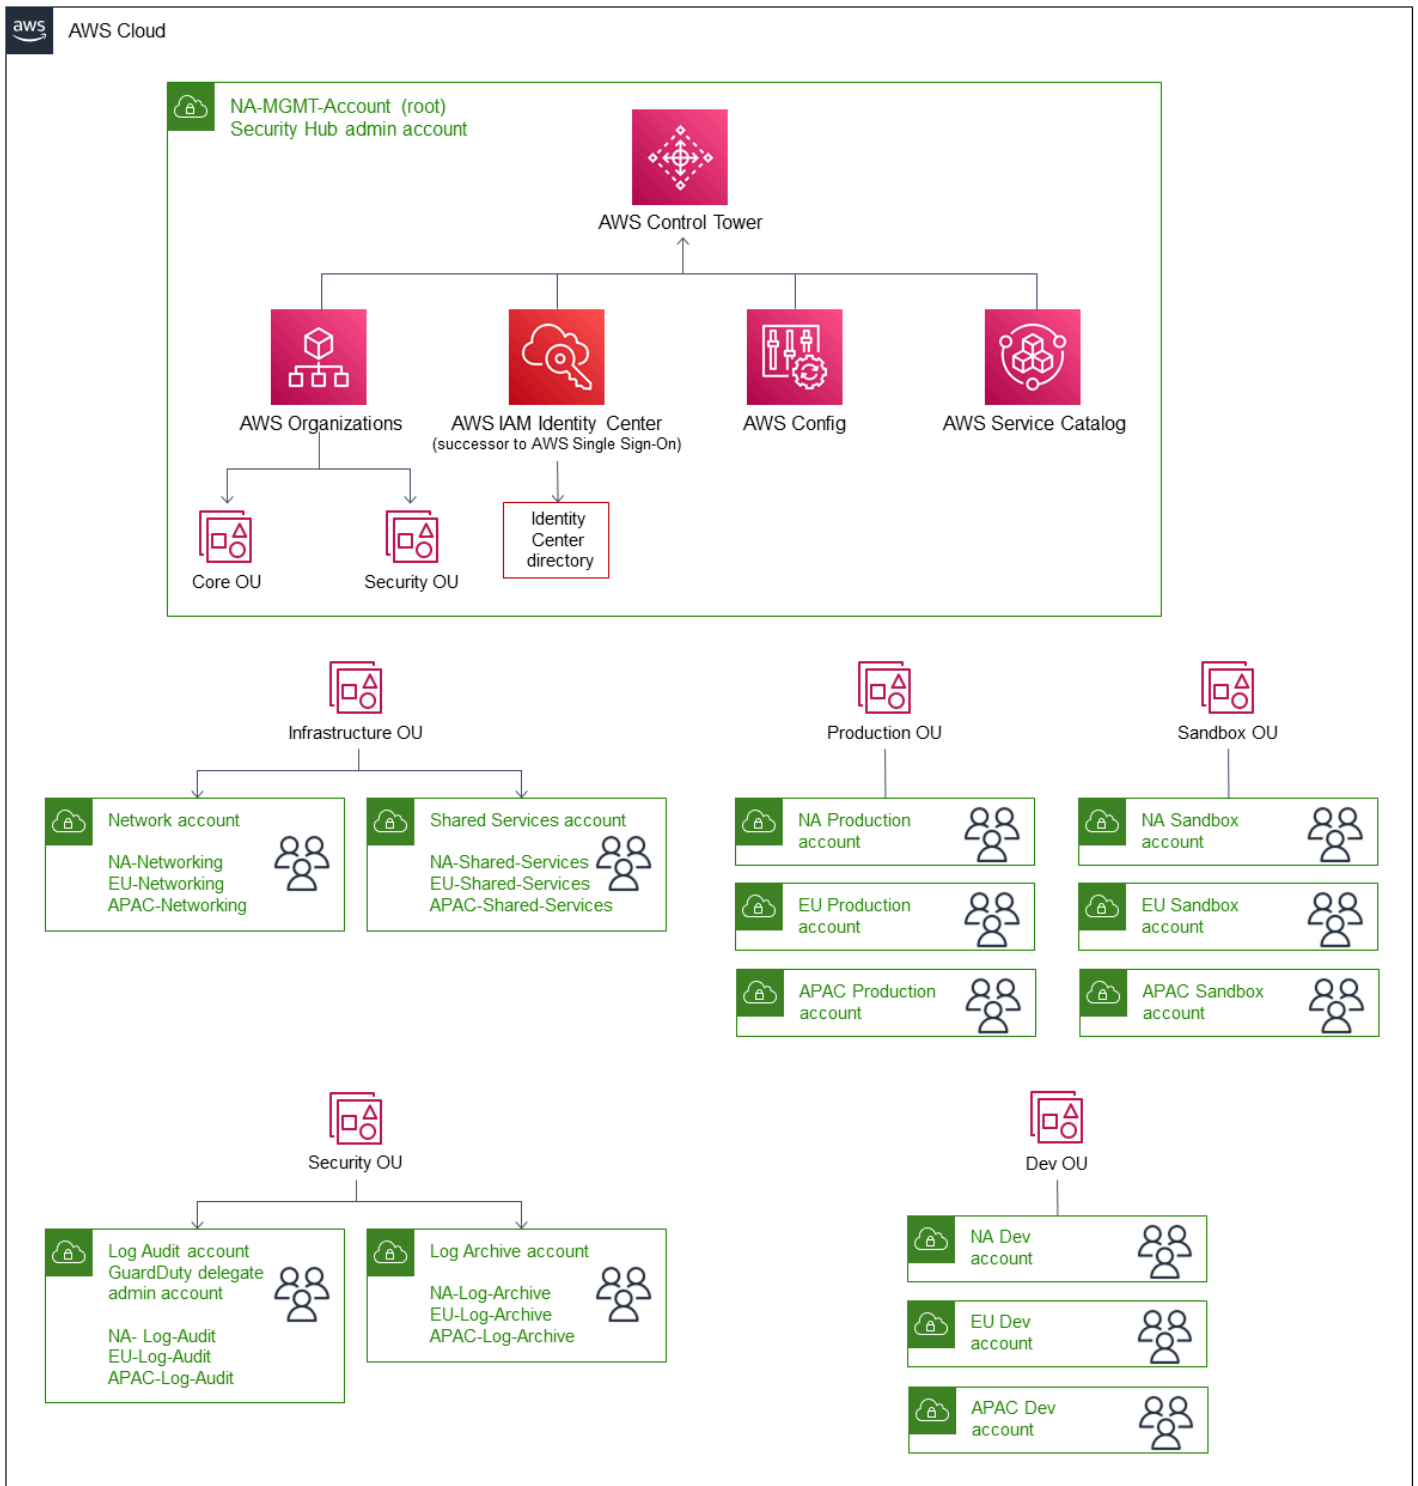 aws
AWS Cloud
NA-MGMT-Account (root)
Security Hub admin account
AWS Control Tower
AWS Organizations
AWS IAM Identity Center
(successor to AWS Single Sign-On)
AWS Config
AWS Service Catalog
Core OU
Security OU
Identity
Center
directory
Infrastructure OU
Production OU
Sandbox OU
Network account
NA-Networking
EU-Networking
APAC-Networking
Shared Services account
NA-Shared-Services
EU-Shared-Services
APAC-Shared-Services
NA Production
account
EU Production
account
APAC Production
account
NA Sandbox
account
EU Sandbox
account
APAC Sandbox
account
Security OU
Dev OU
Log Audit account
GuardDuty delegate
admin account
NA- Log-Audit
EU-Log-Audit
APAC-Log-Audit
Log Archive account
NA-Log-Archive
EU-Log-Archive
APAC-Log-Archive
NA Dev
account
EU Dev
account
APAC Dev
account